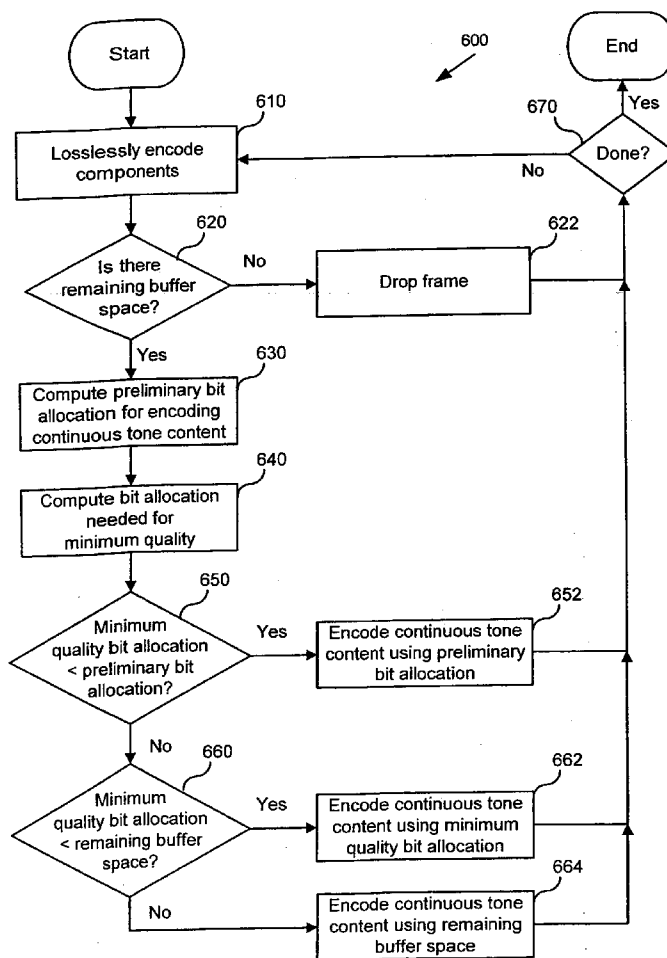 Start
600
End
610
670
Yes
Losslessly encode
components
Done?
No
620
622
Is there
remaining buffer
space?
No
Drop frame
Yes
630
Compute preliminary bit
allocation for encoding
continuous tone content
640
Compute bit allocation
needed for
minimum quality
650
652
Minimum
quality bit allocation
< preliminary bit
allocation?
Yes
Encode continuous tone
content using preliminary
bit allocation
No
660
662
Minimum
quality bit allocation
< remaining buffer
space?
Yes
Encode continuous tone
content using minimum
quality bit allocation
664
No
Encode continuous tone
content using remaining
buffer space